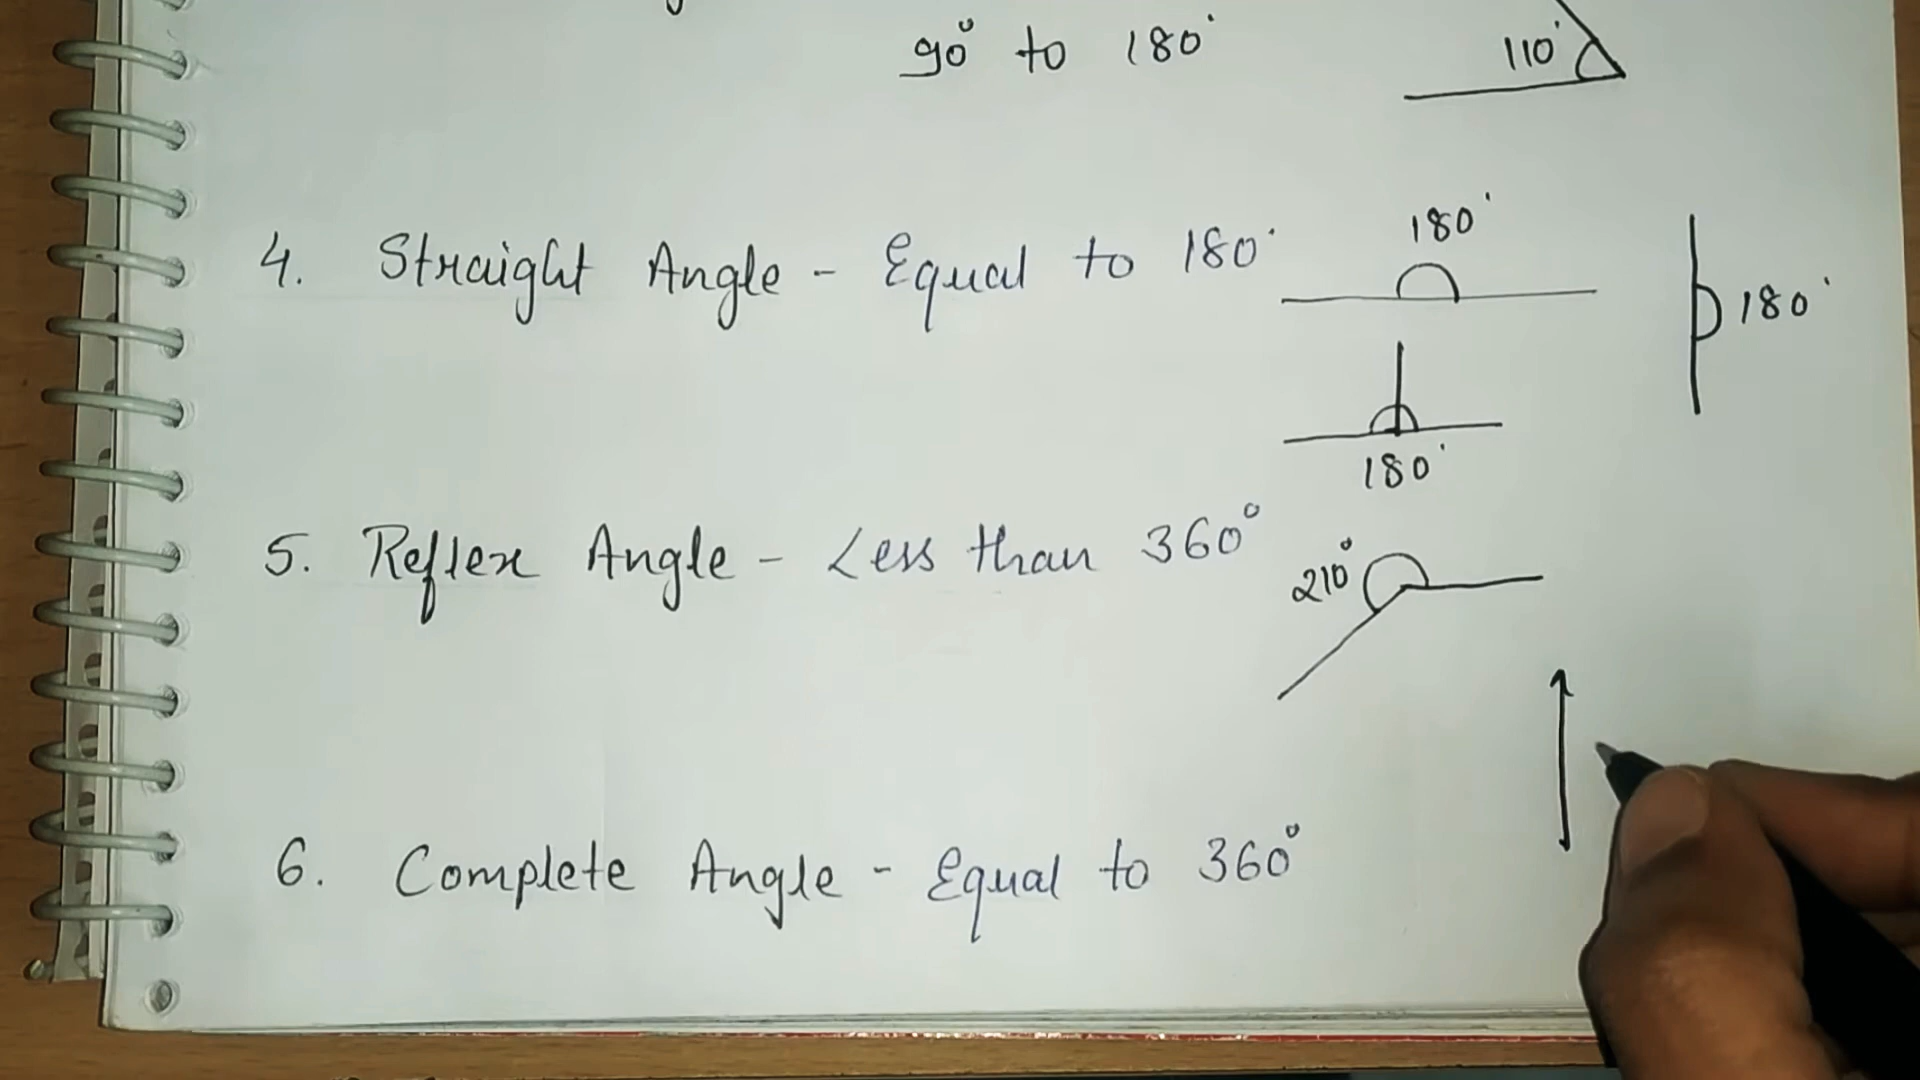 90° to 180°
110°
180°
4. Straight Angle - Equal to 180°
180°
180°
5. Reflex Angle - Less than 360°
210°
6. Complete Angle - Equal to 360°